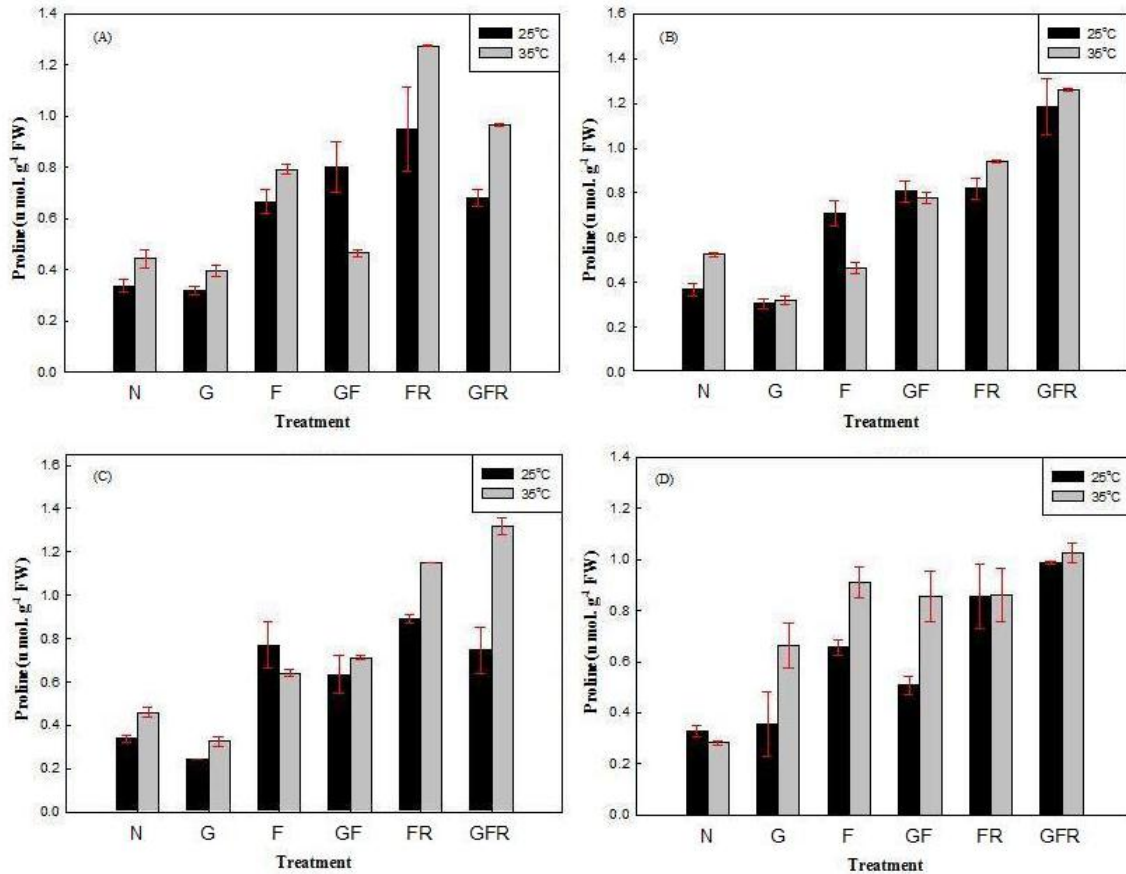 (A)
25°C
35°C
Proline (u mol. g⁻¹ FW)
1.4
1.2
1.0
0.8
0.6
0.4
0.2
0.0
N G F GF FR GFR
Treatment
(B)
25°C
35°C
Proline (u mol. g⁻¹ FW)
1.6
1.4
1.2
1.0
0.8
0.6
0.4
0.2
0.0
N G F GF FR GFR
Treatment
(C)
25°C
35°C
Proline (u mol. g⁻¹ FW)
1.6
1.4
1.2
1.0
0.8
0.6
0.4
0.2
0.0
N G F GF FR GFR
Treatment
(D)
25°C
35°C
Proline (u mol. g⁻¹ FW)
1.4
1.2
1.0
0.8
0.6
0.4
0.2
0.0
N G F GF FR GFR
Treatment